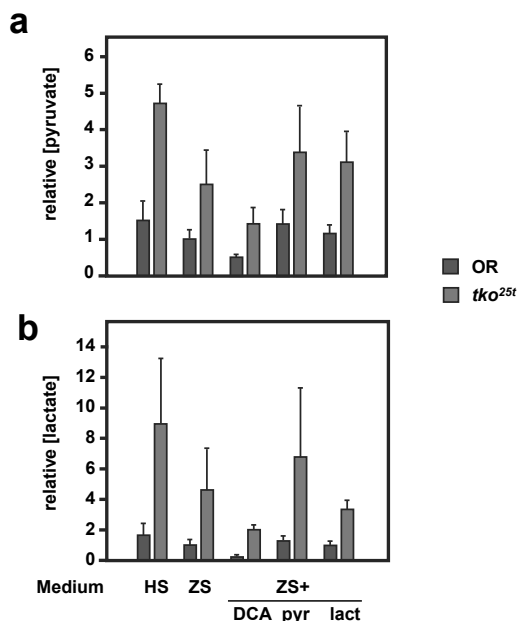 a
6
5
4
3
2
1
0
relative [pyruvate]
OR
tko25t
b
14
12
10
8
6
4
2
0
relative [lactate]
Medium HS ZS ZS+
DCA pyr lact